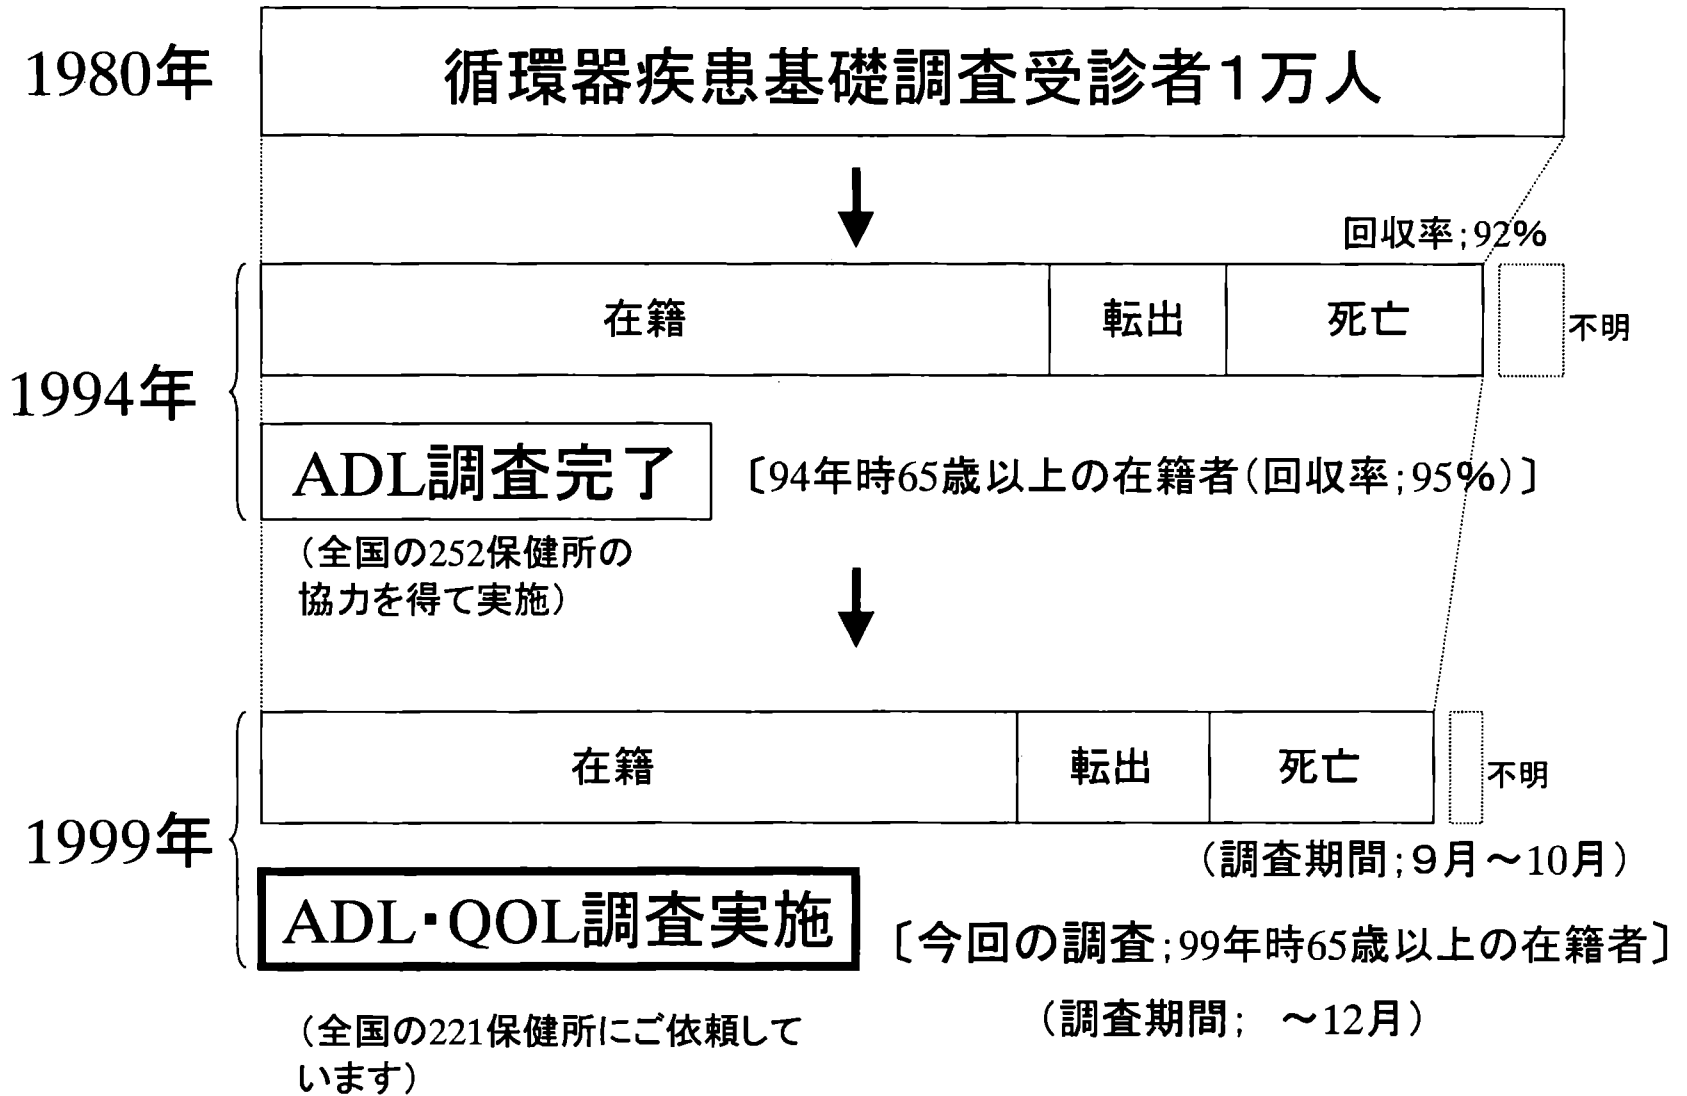 1980年
循環器疾患基礎調査受診者１万人
回収率;92%
在籍
転出
死亡
不明
1994年
ADL調査完了
〔94年時65歳以上の在籍者(回収率;95%)〕
(全国の252保健所の
協力を得て実施)
在籍
転出
死亡
不明
1999年
(調査期間;９月～10月)
ADL・QOL調査実施
〔今回の調査;99年時65歳以上の在籍者〕
(調査期間;　～12月)
(全国の221保健所にご依頼して
います)